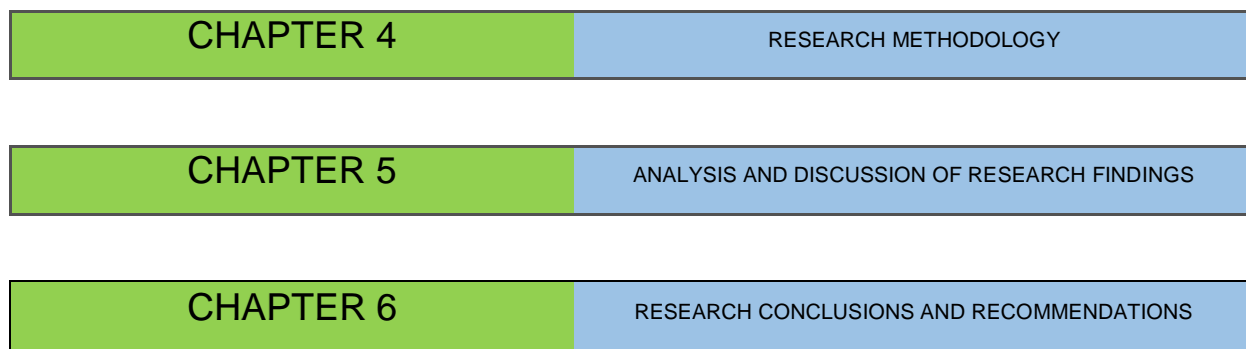 CHAPTER 4 RESEARCH METHODOLOGY
CHAPTER 5 ANALYSIS AND DISCUSSION OF RESEARCH FINDINGS
CHAPTER 6 RESEARCH CONCLUSIONS AND RECOMMENDATIONS